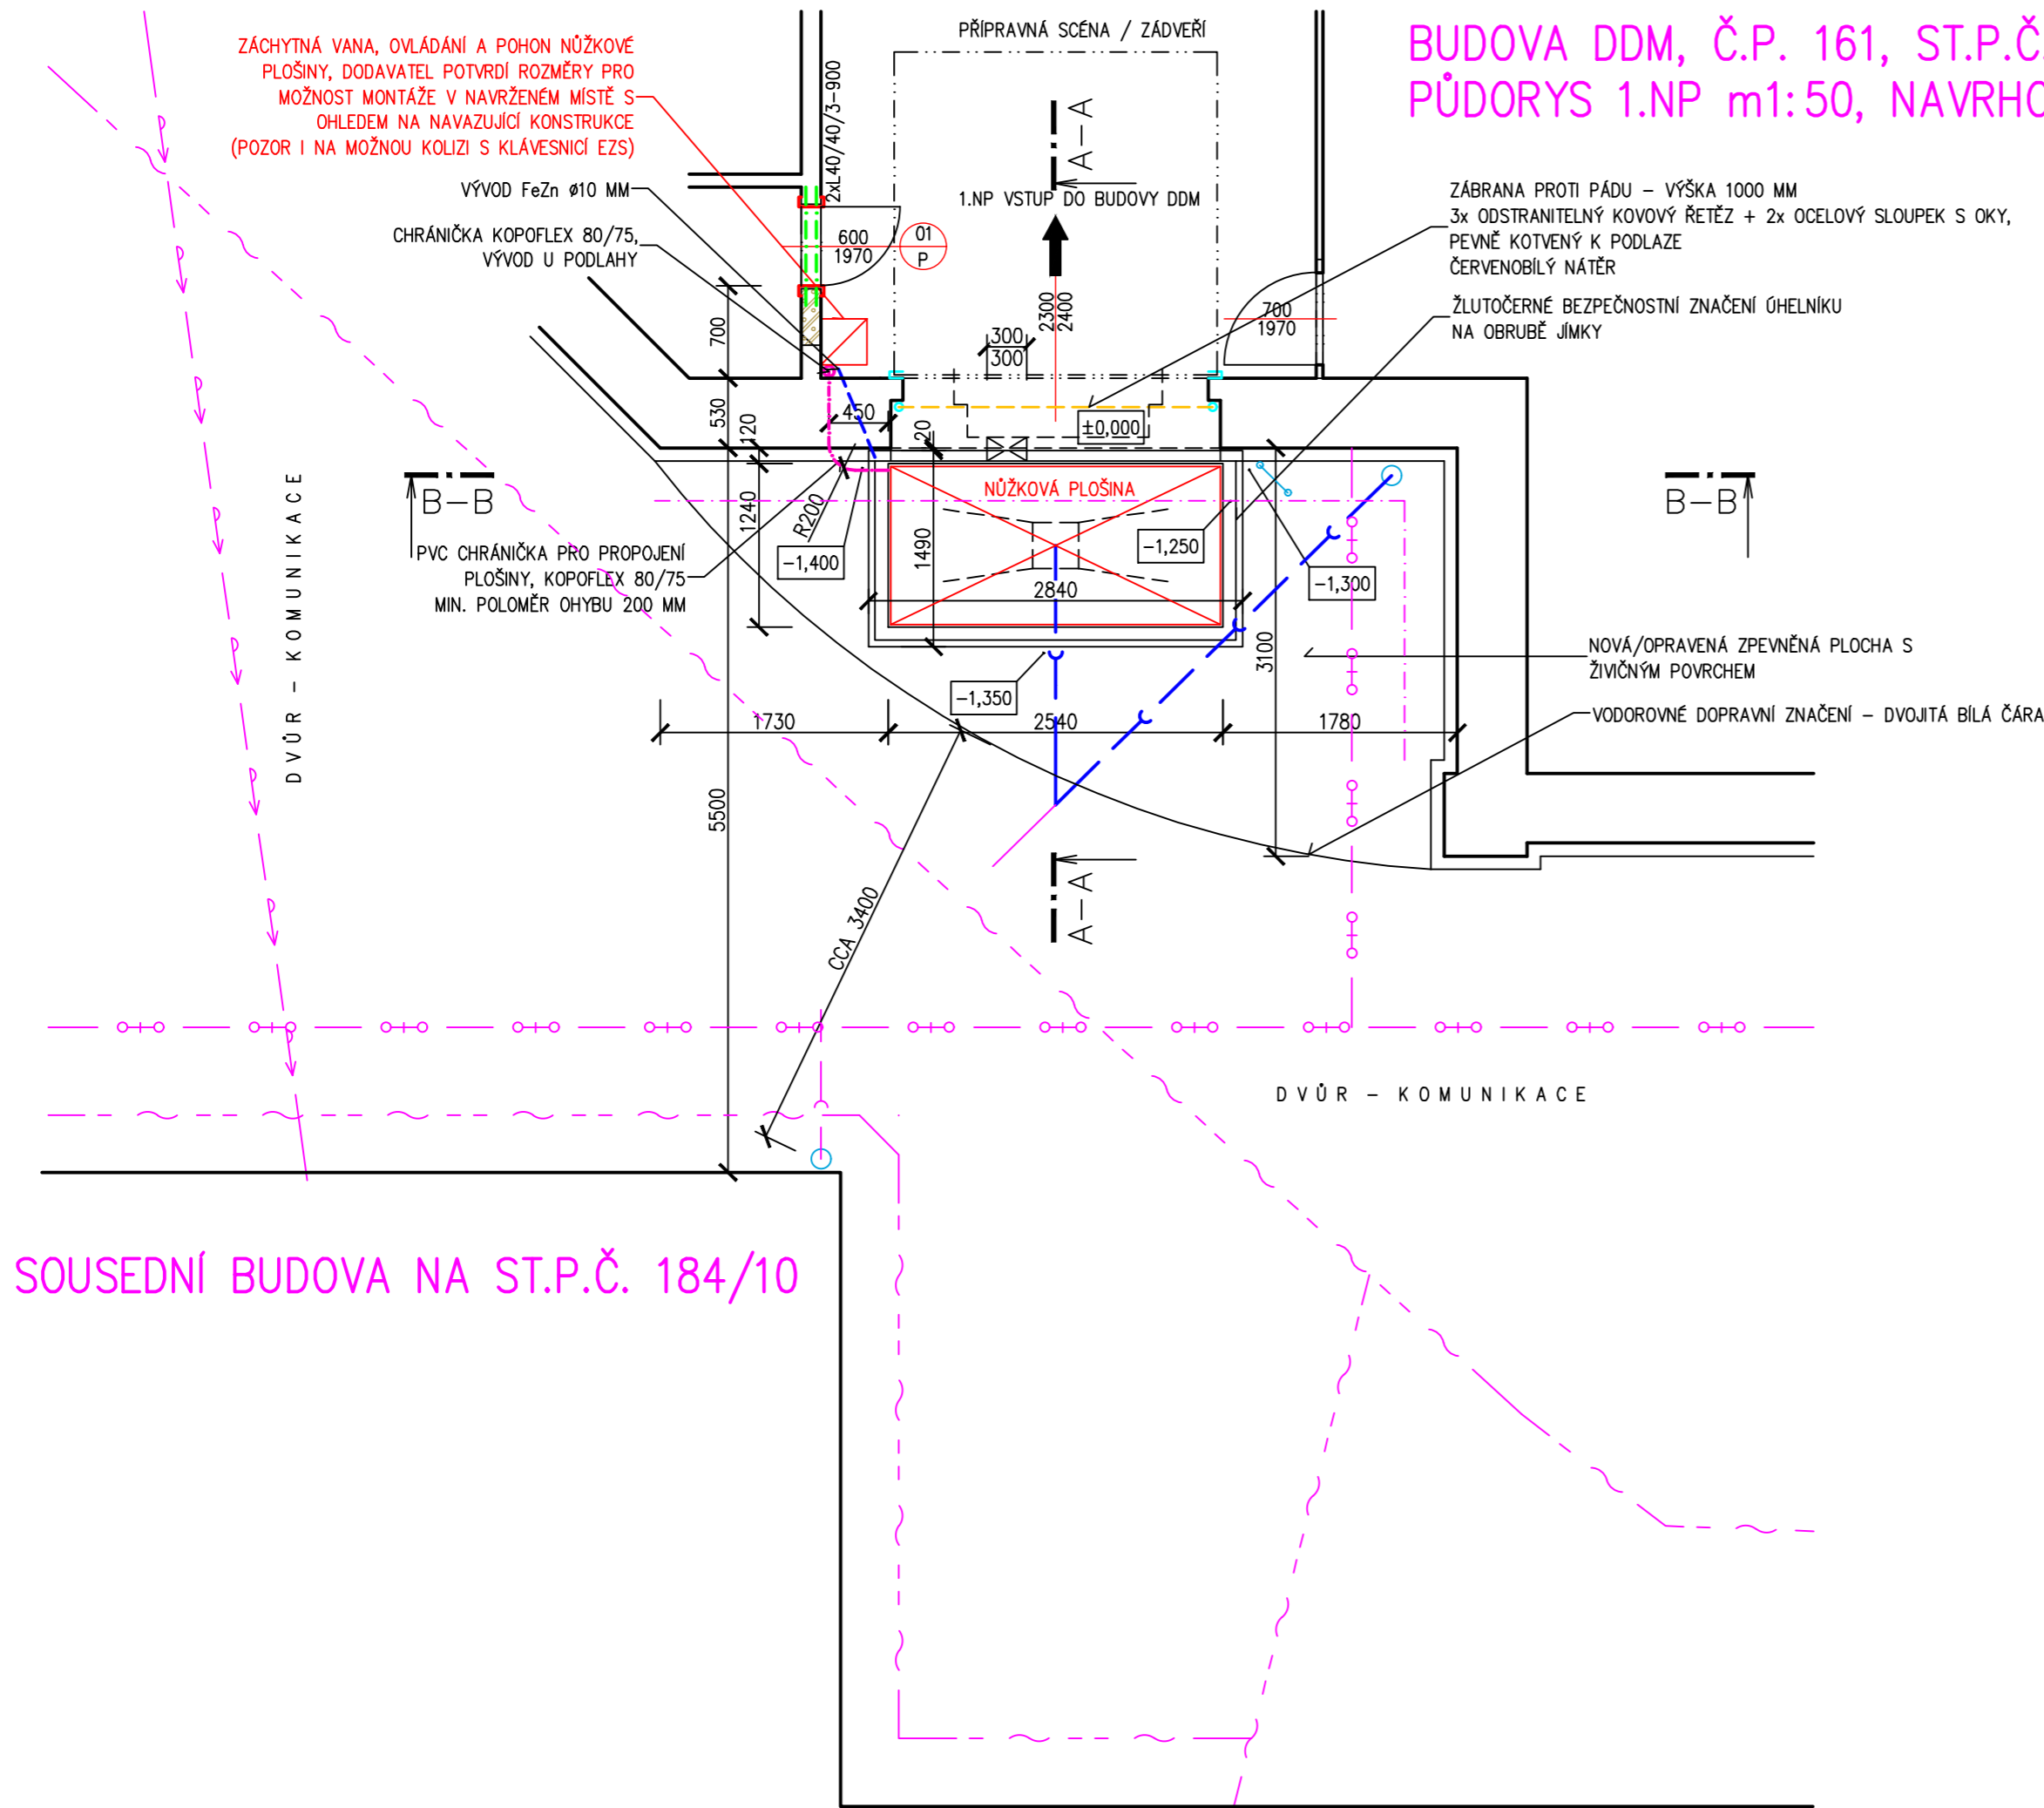 BUDOVA DDM, Č.P. 161, ST.P.Č.
PŮDORYS 1.NP m1:50, NAVRHO
PŘÍPRAVNÁ SCÉNA / ZÁDVEŘÍ
ZÁCHYTNÁ VANA, OVLÁDÁNÍ A POHON NŮŽKOVÉ
PLOŠINY, DODAVATEL POTVRDÍ ROZMĚRY PRO
MOŽNOST MONTÁŽE V NAVRŽENÉM MÍSTĚ S
OHLEDEM NA NAVAZUJÍCÍ KONSTRUKCE
(POZOR I NA MOŽNOU KOLIZI S KLÁVESNICÍ EZS)
2xL40/40/3-900
A-A
VÝVOD FeZn ø10 MM
1.NP VSTUP DO BUDOVY DDM
CHRÁNIČKA KOPOFLEX 80/75,
VÝVOD U PODLAHY
600
1970
01
P
ZÁBRANA PROTI PÁDU – VÝŠKA 1000 MM
3x ODSTRANITELNÝ KOVOVÝ ŘETĚZ + 2x OCELOVÝ SLOUPEK S OKY,
PEVNĚ KOTVENÝ K PODLAZE
ČERVENOBÍLÝ NÁTĚR
ŽLUTOČERNÉ BEZPEČNOSTNÍ ZNAČENÍ ÚHELNÍKU
NA OBRUBĚ JÍMKY
2300
2400
700
1970
300
300
700
530
120
450
20
±0,000
NŮŽKOVÁ PLOŠINA
B-B
B-B
1240
R200
1490
-1,400
-1,250
-1,300
2840
PVC CHRÁNIČKA PRO PROPOJENÍ
PLOŠINY, KOPOFLEX 80/75
MIN. POLOMĚR OHYBU 200 MM
DVŮR - KOMUNIKACE
3100
-1,350
NOVÁ/OPRAVENÁ ZPEVNĚNÁ PLOCHA S
ŽIVIČNÝM POVRCHEM
VODOROVNÉ DOPRAVNÍ ZNAČENÍ – DVOJITÁ BÍLÁ ČÁRA
1730
2540
1780
5500
CCA 3400
A-A
DVŮR - KOMUNIKACE
SOUSEDNÍ BUDOVA NA ST.P.Č. 184/10